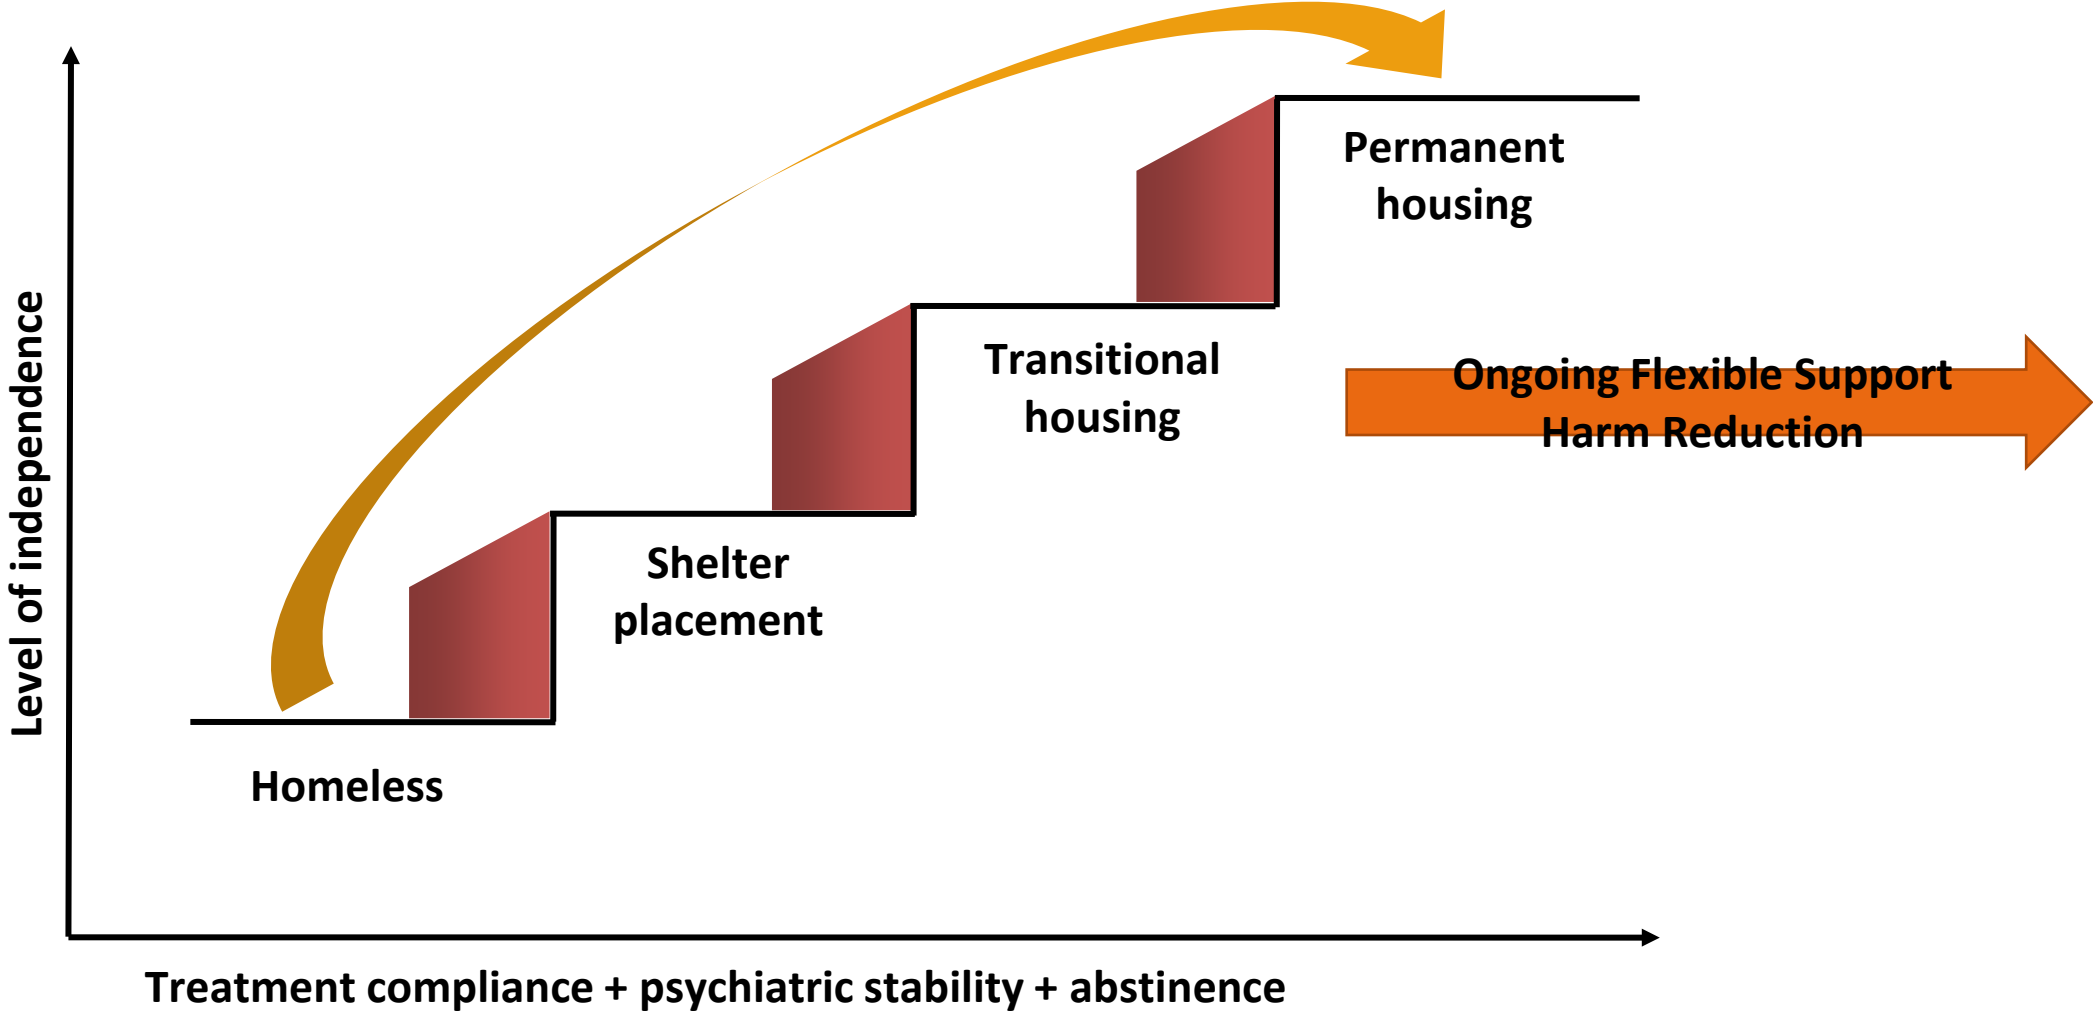 Level of independence
Permanent
housing
Transitional
housing
Ongoing Flexible Support
Harm Reduction
Shelter
placement
Homeless
Treatment compliance + psychiatric stability + abstinence